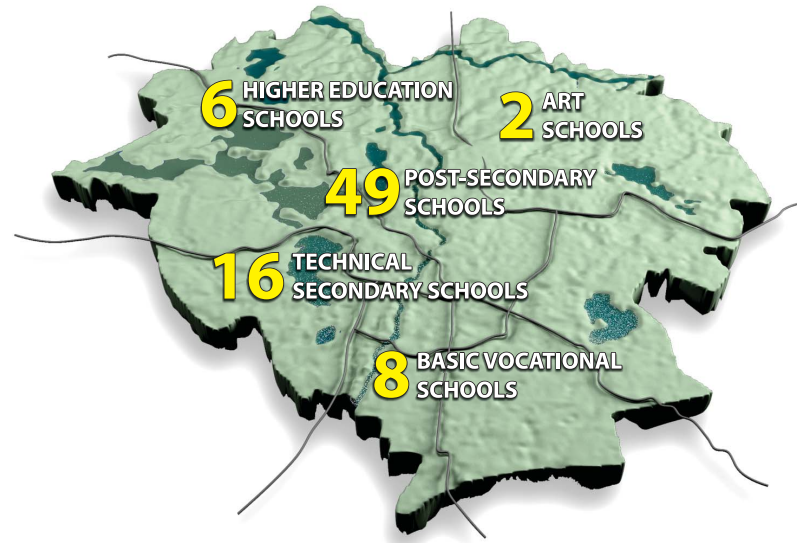 6 HIGHER EDUCATION
SCHOOLS
2 ART
SCHOOLS
49 POST-SECONDARY
SCHOOLS
16 TECHNICAL
SECONDARY SCHOOLS
8 BASIC VOCATIONAL
SCHOOLS